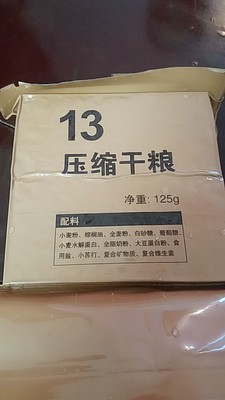 13
压缩干粮
净重: 125g
配料
小麦粉、棕榈油、全麦粉、白砂糖、葡萄糖、
小麦水解蛋白、全脂奶粉、大豆蛋白粉、食
用盐、小苏打、复合矿物质、复合维生素